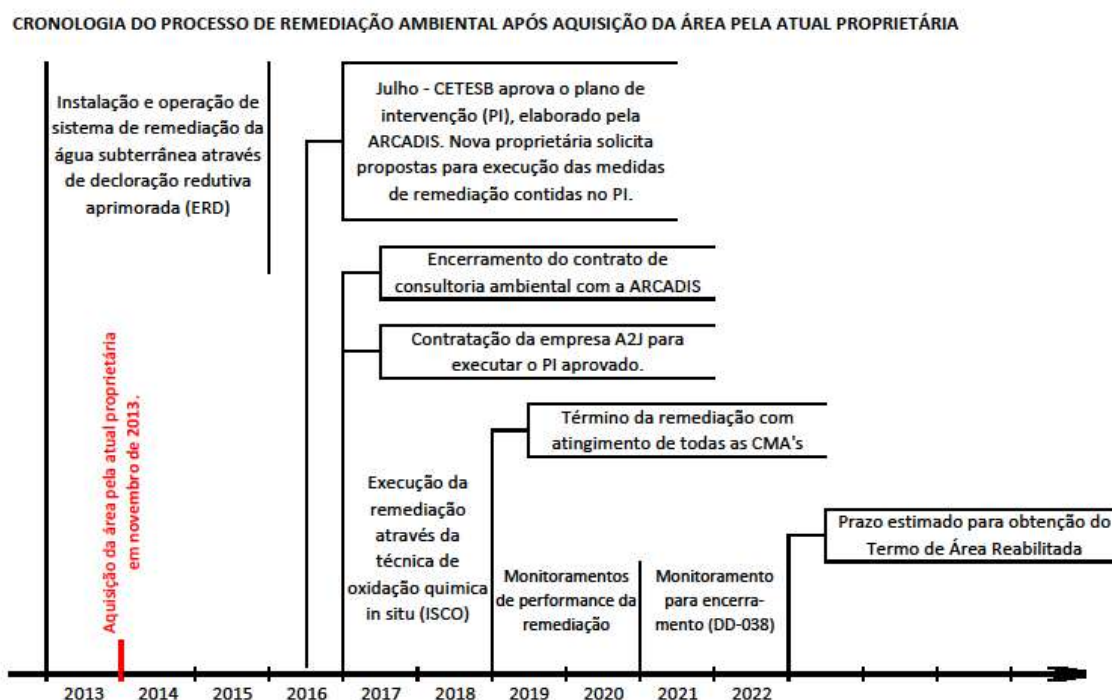 CRONOLOGIA DO PROCESSO DE REMEDIAÇÃO AMBIENTAL APÓS AQUISIÇÃO DA ÁREA PELA ATUAL PROPRIETÁRIA
Instalação e operação de
sistema de remediação da
água subterrânea através
de decloração redutiva
aprimorada (ERD)
Julho - CETESB aprova o plano de
intervenção (PI), elaborado pela
ARCADIS. Nova proprietária solicita
propostas para execução das medidas
de remediação contidas no PI.
Encerramento do contrato de
consultoria ambiental com a ARCADIS
Contratação da empresa A2J para
executar o PI aprovado.
Aquisição da área pela atual proprietária
em novembro de 2013.
Término da remediação com
atingimento de todas as CMA's
Execução da
remediação
através da
técnica de
oxidação quimica
in situ (ISCO)
Prazo estimado para obtenção do
Termo de Área Reabilitada
Monitoramentos
de performance da
remediação
Monitoramento
para encerra-
mento (DD-038)
2013 2014 2015 2016 2017 2018 2019 2020 2021 2022